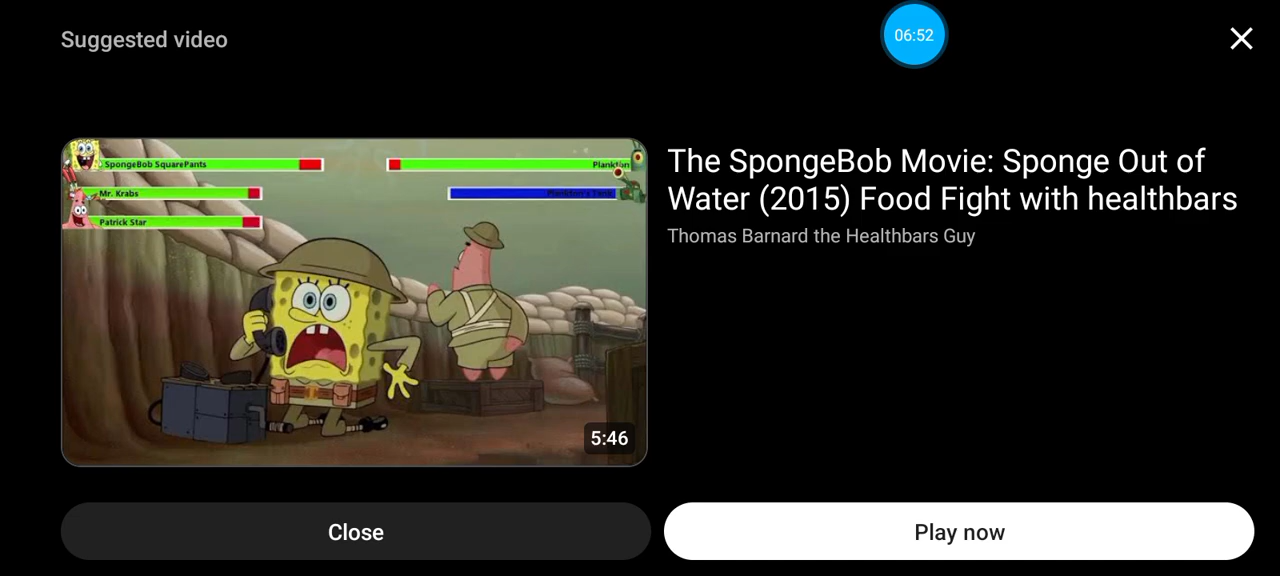 Suggested video
06:52
SpongeBob SquarePants
Plankton
Mr. Krabs
Plankton's Tank
Patrick Star
5:46
The SpongeBob Movie: Sponge Out of
Water (2015) Food Fight with healthbars
Thomas Barnard the Healthbars Guy
Close
Play now